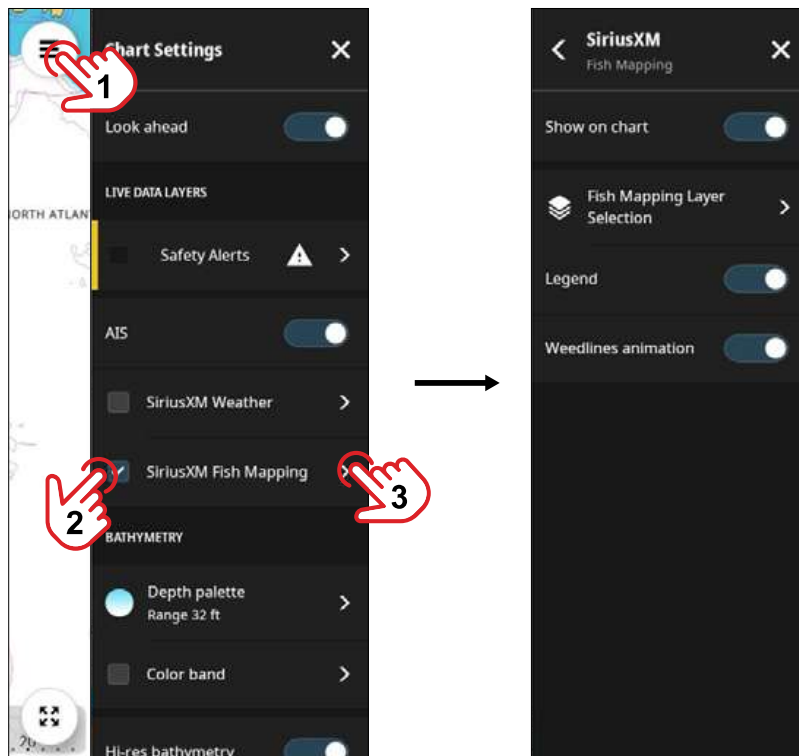 Chart Settings
1
Look ahead
LIVE DATA LAYERS
ORTH ATLAN
Safety Alerts
AIS
SiriusXM Weather
SiriusXM Fish Mapping
2
3
BATHYMETRY
Depth palette
Range 32 ft
Color band
20
Hi-res bathymetry
SiriusXM
Fish Mapping
Show on chart
Fish Mapping Layer
Selection
Legend
Weedlines animation